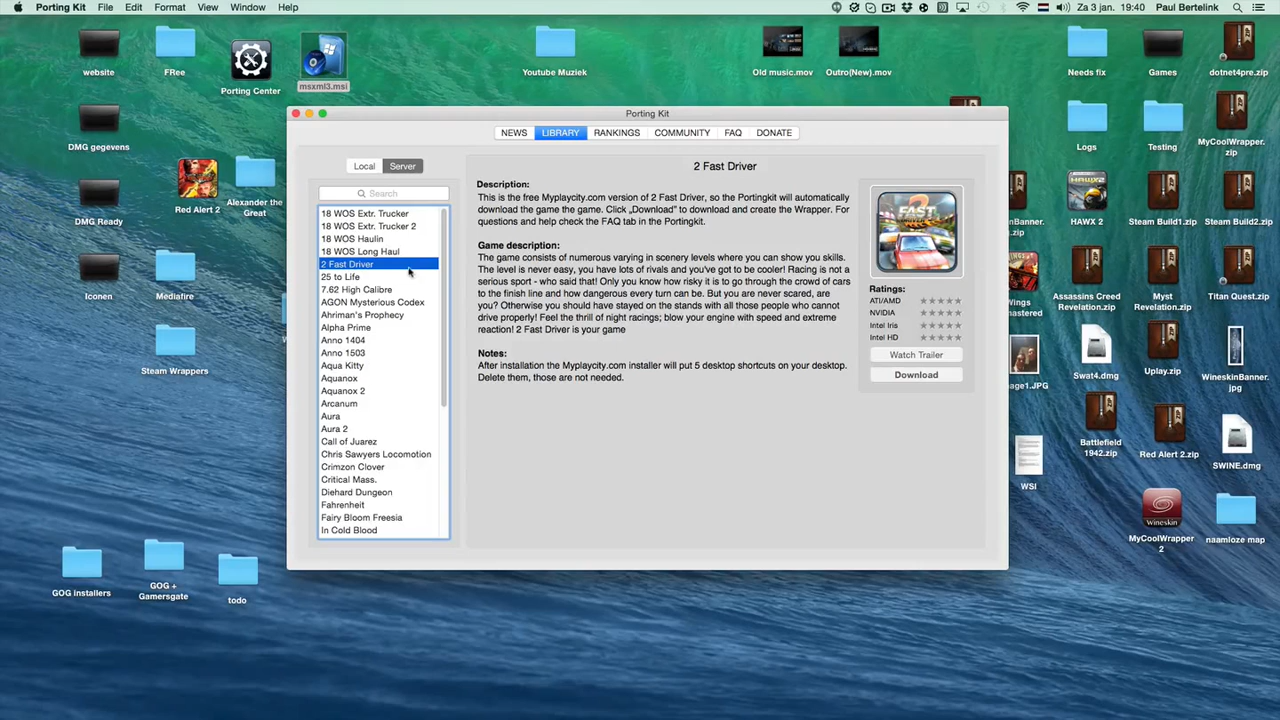 Porting Kit File Edit Format View Window Help
Za 3 jan. 19:40 Paul Bertelink
website
FRee
Porting Center
msxml3.msi
Youtube Muziek
Old music.mov
Outro(New).mov
Needs fix
Games
dotnet4pre.zip
DMG gegevens
Red Alert 2
Alexander the
Great
Logs
Testing
MyCoolWrapper.
zip
DMG Ready
HAWX 2
Steam Build1.zip
Steam Build2.zip
Iconen
Mediafire
Assassins Creed
Revelation.zip
Myst
Revelation.zip
Titan Quest.zip
Steam Wrappers
Swat4.dmg
Uplay.zip
WineskinBanner.
jpg
Battlefield
1942.zip
Red Alert 2.zip
SWINE.dmg
WSI
Wineskin
MyCoolWrapper
2
naamloze map
GOG installers
GOG +
Gamersgate
todo
Porting Kit
NEWS LIBRARY RANKINGS COMMUNITY FAQ DONATE
Local Server
Search
18 WOS Extr. Trucker
18 WOS Extr. Trucker 2
18 WOS Haulin
18 WOS Long Haul
2 Fast Driver
25 to Life
7.62 High Calibre
AGON Mysterious Codex
Ahriman's Prophecy
Alpha Prime
Anno 1404
Anno 1503
Aqua Kitty
Aquanox
Aquanox 2
Arcanum
Aura
Aura 2
Call of Juarez
Chris Sawyers Locomotion
Crimzon Clover
Critical Mass.
Diehard Dungeon
Fahrenheit
Fairy Bloom Freesia
In Cold Blood
2 Fast Driver
Description:
This is the free Myplaycity.com version of 2 Fast Driver, so the Portingkit will automatically
download the game the game. Click „Download" to download and create the Wrapper. For
questions and help check the FAQ tab in the Portingkit.
Game description:
The game consists of numerous varying in scenery levels where you can show you skills.
The level is never easy, you have lots of rivals and you've got to be cooler! Racing is not a
serious sport - who said that! Only you know how risky it is to go for hundreds of cars
to the finish line and how dangerous every turn can be. But you are never scared, are
you? Otherwise you should have stayed on the stands with all those people who cannot
drive properly! Feel the thrill of night racings; blow your engine with speed and extreme
reaction! 2 Fast Driver is your game
Notes:
After installation the Myplaycity.com installer will put 5 desktop shortcuts on your desktop.
Delete them, those are not needed.
Ratings:
ATI/AMD
NVIDIA
Intel Iris
Intel HD
Watch Trailer
Download